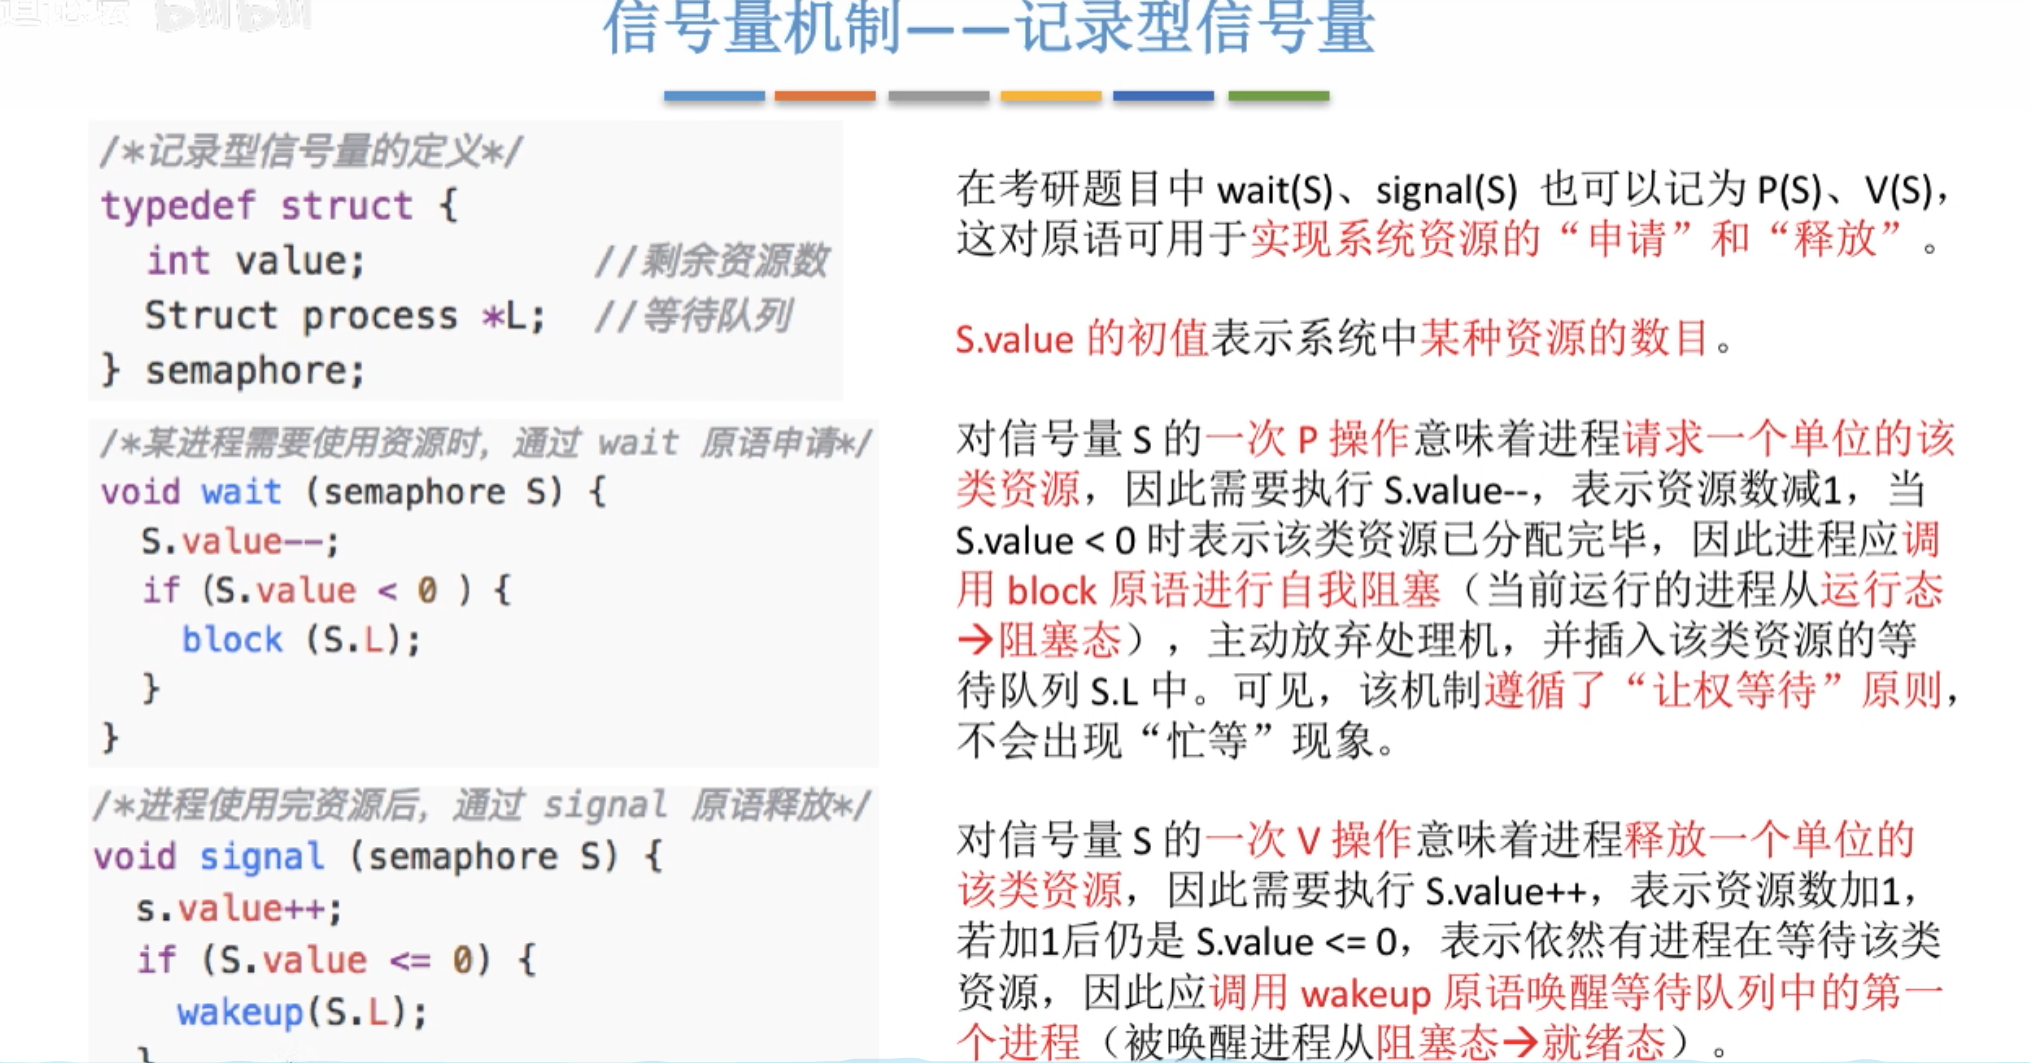 信号量机制——记录型信号量
/*记录型信号量的定义*/
typedef struct {
int value; //剩余资源数
Struct process *L; //等待队列
} semaphore;
/*某进程需要使用资源时，通过 wait 原语申请*/
void wait (semaphore S) {
S.value--;
if (S.value < 0 ) {
block (S.L);
}
}
/*进程使用完资源后，通过 signal 原语释放*/
void signal (semaphore S) {
s.value++;
if (S.value <= 0) {
wakeup(S.L);
}
在考研题目中 wait(S)、signal(S) 也可以记为 P(S)、V(S)，
这对原语可用于实现系统资源的“申请”和“释放”。
S.value 的初值表示系统中某种资源的数目。
对信号量 S 的一次 P 操作意味着进程请求一个单位的该
类资源，因此需要执行 S.value--，表示资源数减1，当
S.value < 0 时表示该类资源已分配完毕，因此进程应调
用 block 原语进行自我阻塞（当前运行的进程从运行态
→阻塞态），主动放弃处理机，并插入该类资源的等
待队列 S.L 中。可见，该机制遵循了“让权等待”原则，
不会出现“忙等”现象。
对信号量 S 的一次 V 操作意味着进程释放一个单位的
该类资源，因此需要执行 S.value++，表示资源数加1，
若加1后仍是 S.value <= 0，表示依然有进程在等待该类
资源，因此应调用 wakeup 原语唤醒等待队列中的第一
个进程（被唤醒进程从阻塞态→就绪态）。